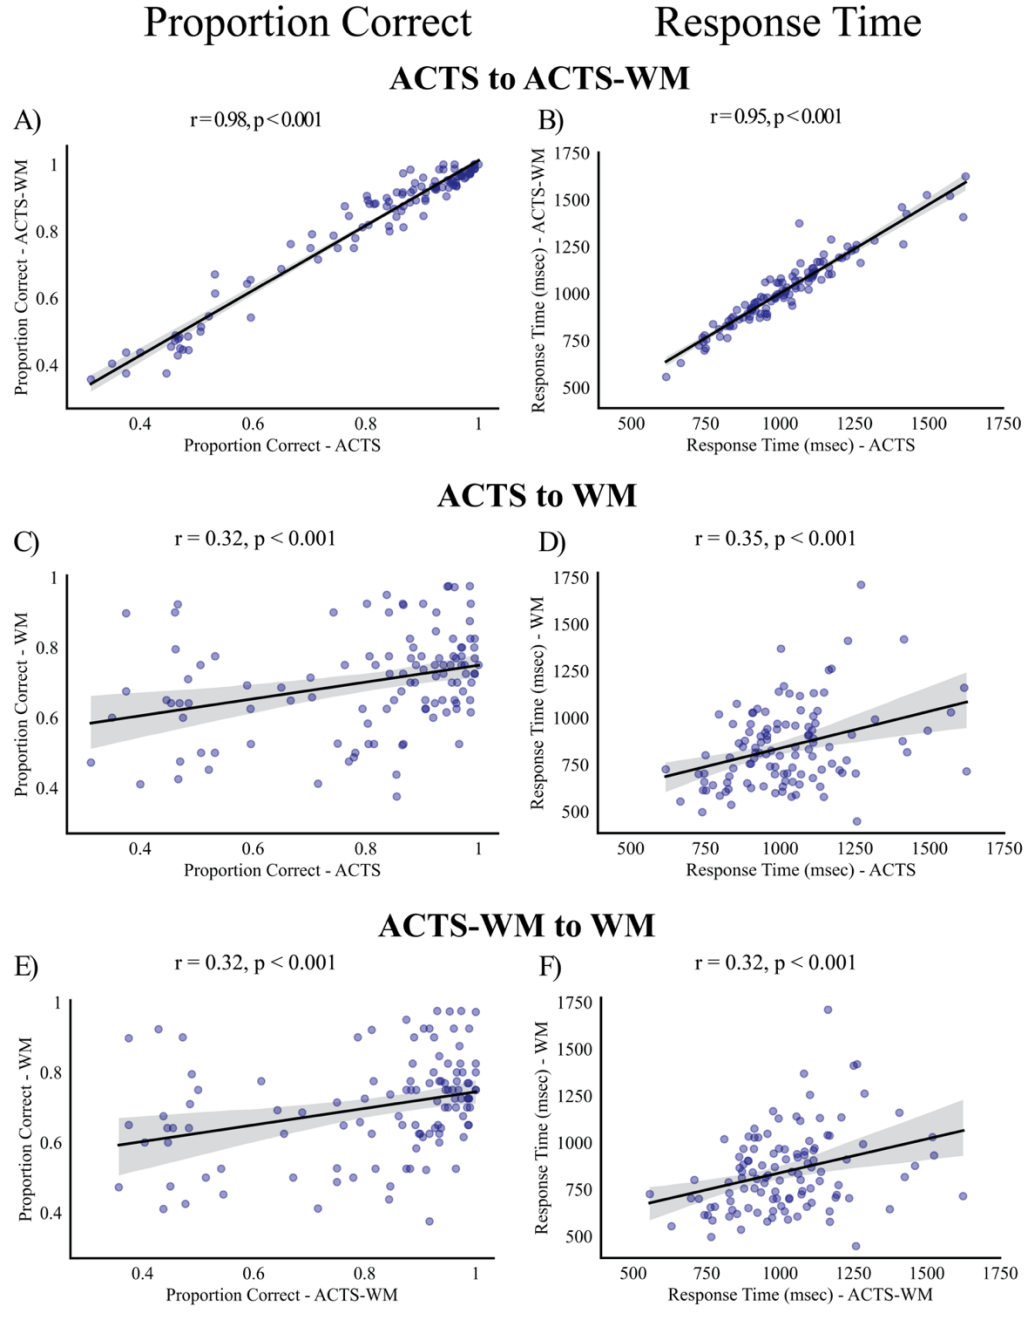 Proportion Correct
Response Time
ACTS to ACTS-WM
A)
r=0.98, p<0.001
B)
r=0.95, p<0.001
Proportion Correct - ACTS-WM
1
0.8
0.6
0.4
0.4 0.6 0.8 1
Proportion Correct - ACTS
Response Time (msec) - ACTS-WM
1750
1500
1250
1000
750
500
500 750 1000 1250 1500 1750
Response Time (msec) - ACTS
ACTS to WM
C)
r = 0.32, p < 0.001
D)
r = 0.35, p < 0.001
Proportion Correct - WM
1
0.8
0.6
0.4
0.4 0.6 0.8 1
Proportion Correct - ACTS
Response Time (msec) - WM
1750
1500
1250
1000
750
500
500 750 1000 1250 1500 1750
Response Time (msec) - ACTS
ACTS-WM to WM
E)
r = 0.32, p < 0.001
F)
r = 0.32, p < 0.001
Proportion Correct - WM
1
0.8
0.6
0.4
0.4 0.6 0.8 1
Proportion Correct - ACTS-WM
Response Time (msec) - WM
1750
1500
1250
1000
750
500
500 750 1000 1250 1500 1750
Response Time (msec) - ACTS-WM